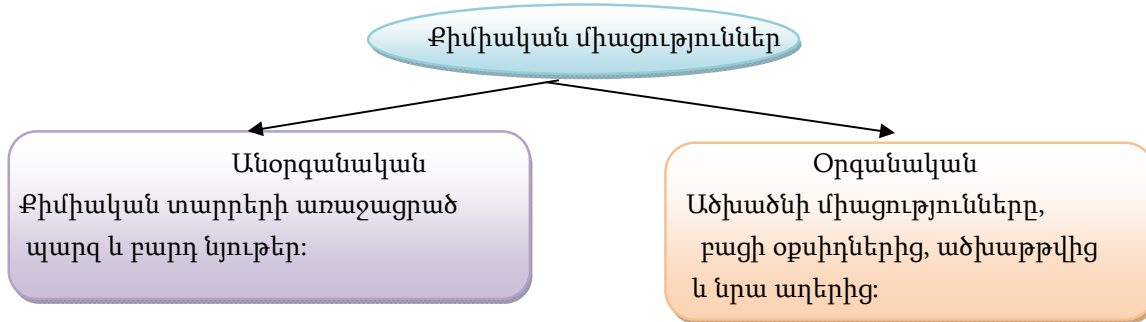 Քիմիական միացություններ
Անօրգանական
Քիմիական տարրերի առաջացրած
պարզ և բարդ նյութեր:
Օրգանական
Ածխածնի միացությունները,
բացի օքսիդներից, ածխաթթվից
և նրա աղերից: